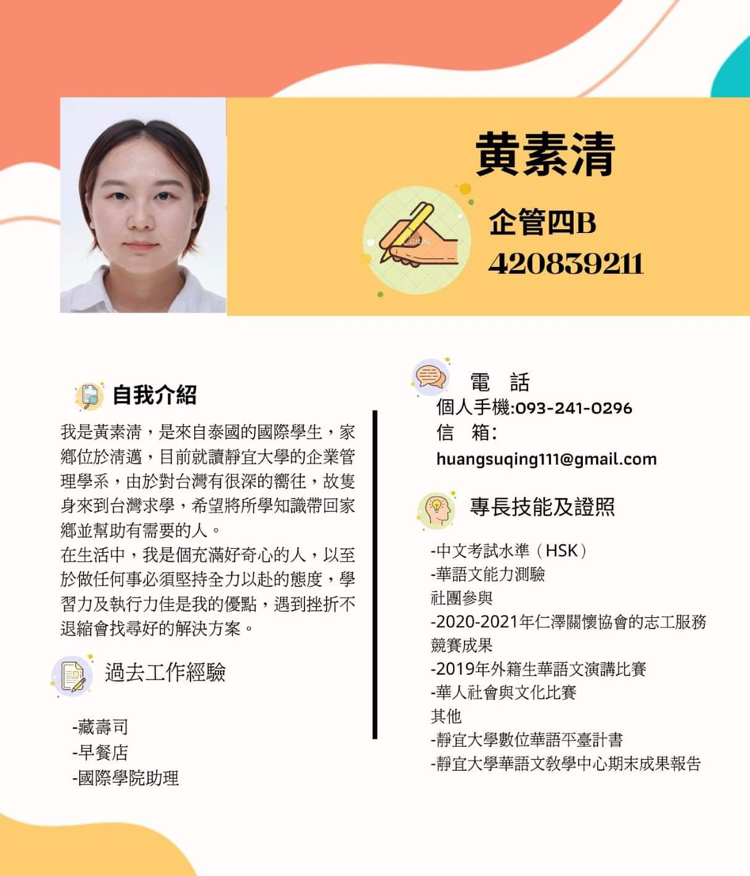 黄素清
企管四B
420839211
自我介紹
我是黃素清，是來自泰國的國際學生，家
鄉位於清邁，目前就讀靜宜大學的企業管
理學系，由於對台灣有很深的嚮往，故隻
身來到台灣求學，希望將所學知識帶回家
鄉並幫助有需要的人。
在生活中，我是個充滿好奇心的人，以至
於做任何事必須堅持全力以赴的態度，學
習力及執行力佳是我的優點，遇到挫折不
退縮會找尋好的解決方案。
過去工作經驗
-藏壽司
-早餐店
-國際學院助理
電 話
個人手機:093-241-0296
信 箱:
huangsuqing111@gmail.com
專長技能及證照
-中文考試水準（HSK）
-華語文能力測驗
社團參與
-2020-2021年仁澤關懷協會的志工服務
競賽成果
-2019年外籍生華語文演講比賽
-華人社會與文化比賽
其他
-靜宜大學數位華語平臺計書
-靜宜大學華語文敎學中心期末成果報告